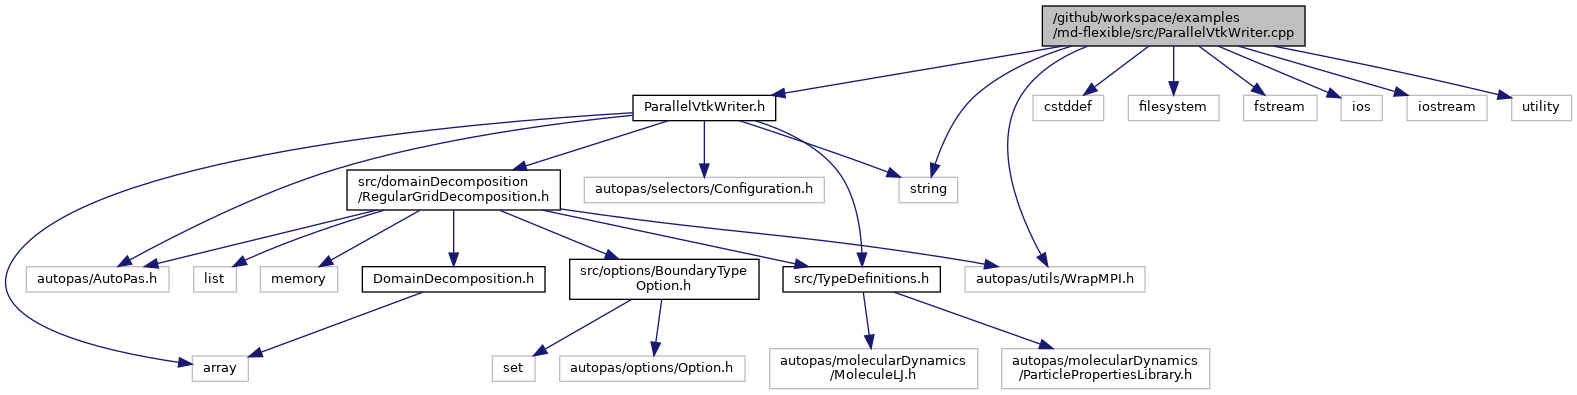 /github/workspace/examples
/md-flexible/src/ParallelVtkWriter.cpp
ParallelVtkWriter.h
cstddef
filesystem
fstream
ios
iostream
utility
src/domainDecomposition
/RegularGridDecomposition.h
autopas/selectors/Configuration.h
string
autopas/AutoPas.h
list
memory
DomainDecomposition.h
src/options/BoundaryType
Option.h
src/TypeDefinitions.h
autopas/utils/WrapMPI.h
array
set
autopas/options/Option.h
autopas/molecularDynamics
/MoleculeLJ.h
autopas/molecularDynamics
/ParticlePropertiesLibrary.h